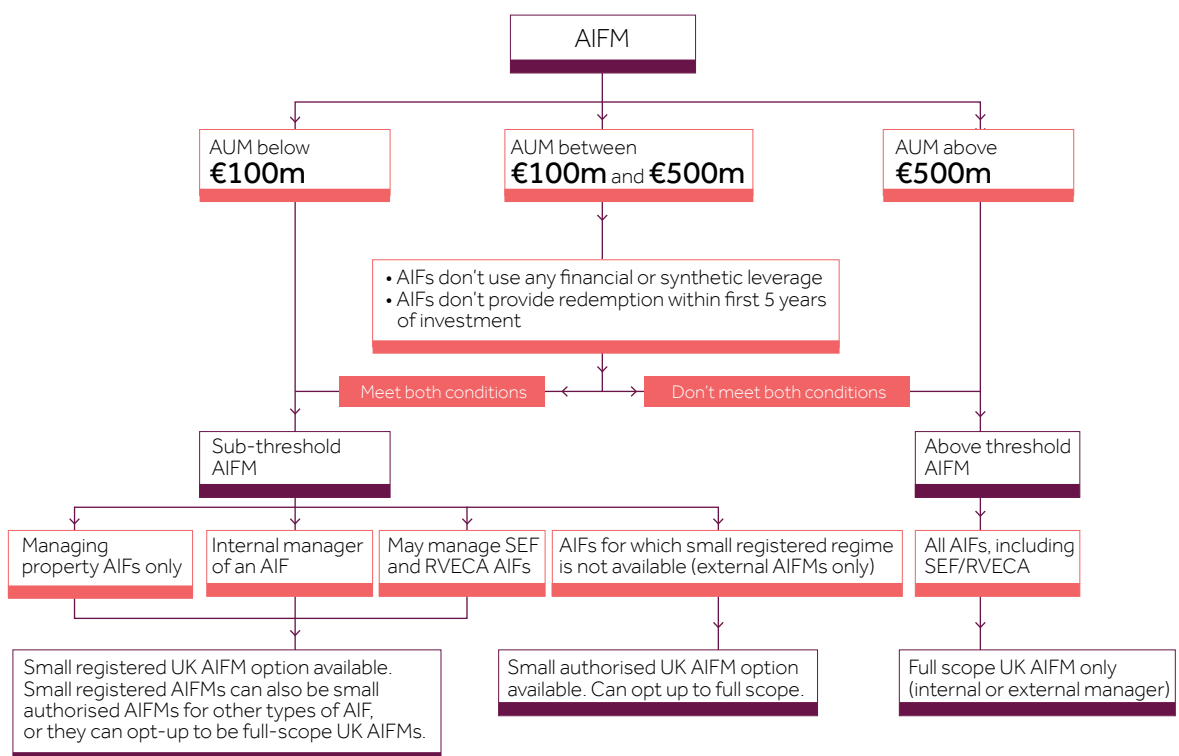 AIFM
AUM below
€100m
AUM between
€100m and €500m
AUM above
€500m
• AIFs don't use any financial or synthetic leverage
• AIFs don't provide redemption within first 5 years
of investment
Meet both conditions
Don't meet both conditions
Sub-threshold
AIFM
Above threshold
AIFM
Managing
property AIFs only
Internal manager
of an AIF
May manage SEF
and RVECA AIFs
AIFs for which small registered regime
is not available (external AIFMs only)
All AIFs, including
SEF/RVECA
Small registered UK AIFM option available.
Small registered AIFMs can also be small
authorised AIFMs for other types of AIF,
or they can opt-up to be full-scope UK AIFMs.
Small authorised UK AIFM option
available. Can opt up to full scope.
Full scope UK AIFM only
(internal or external manager)